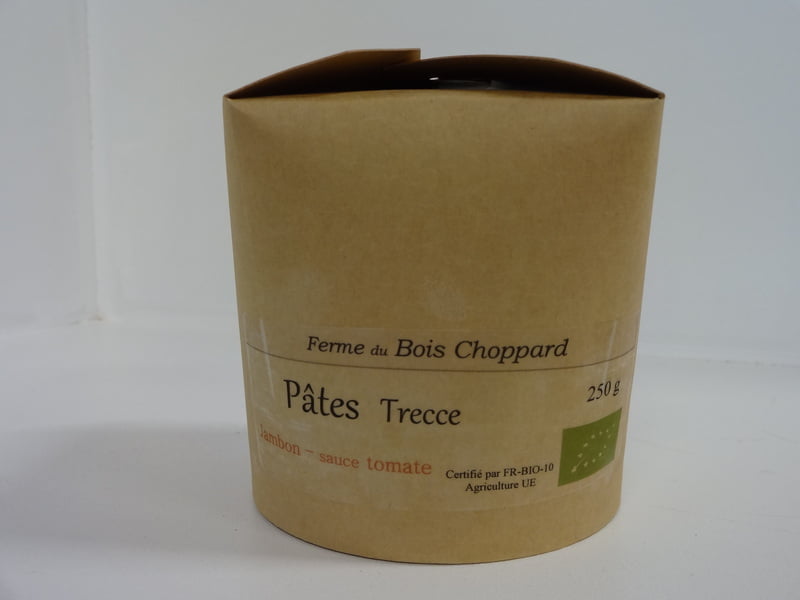 Ferme du Bois Choppard
Pâtes Trecce
250 g
Jambon – sauce tomate
Certifié par FR-BIO-10
Agriculture UE